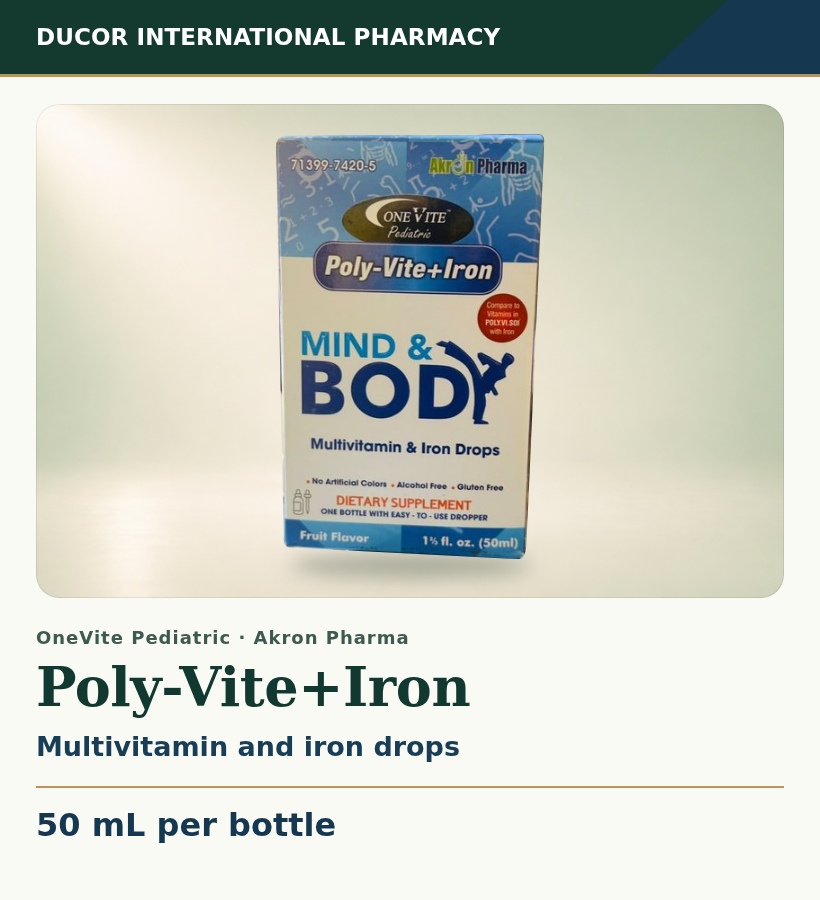 DUCOR INTERNATIONAL PHARMACY
71399-7420-5
Akron Pharma
ONE VITE™
Pediatric
Poly-Vite+Iron
Compare to
Vitamins in
POLY.VI.SOL
with Iron
MIND &
BODY
Multivitamin & Iron Drops
• No Artificial Colors • Alcohol Free • Gluten Free
DIETARY SUPPLEMENT
ONE BOTTLE WITH EASY - TO - USE DROPPER
Fruit Flavor
1⅔ fl. oz. (50ml)
OneVite Pediatric · Akron Pharma
Poly-Vite+Iron
Multivitamin and iron drops
50 mL per bottle